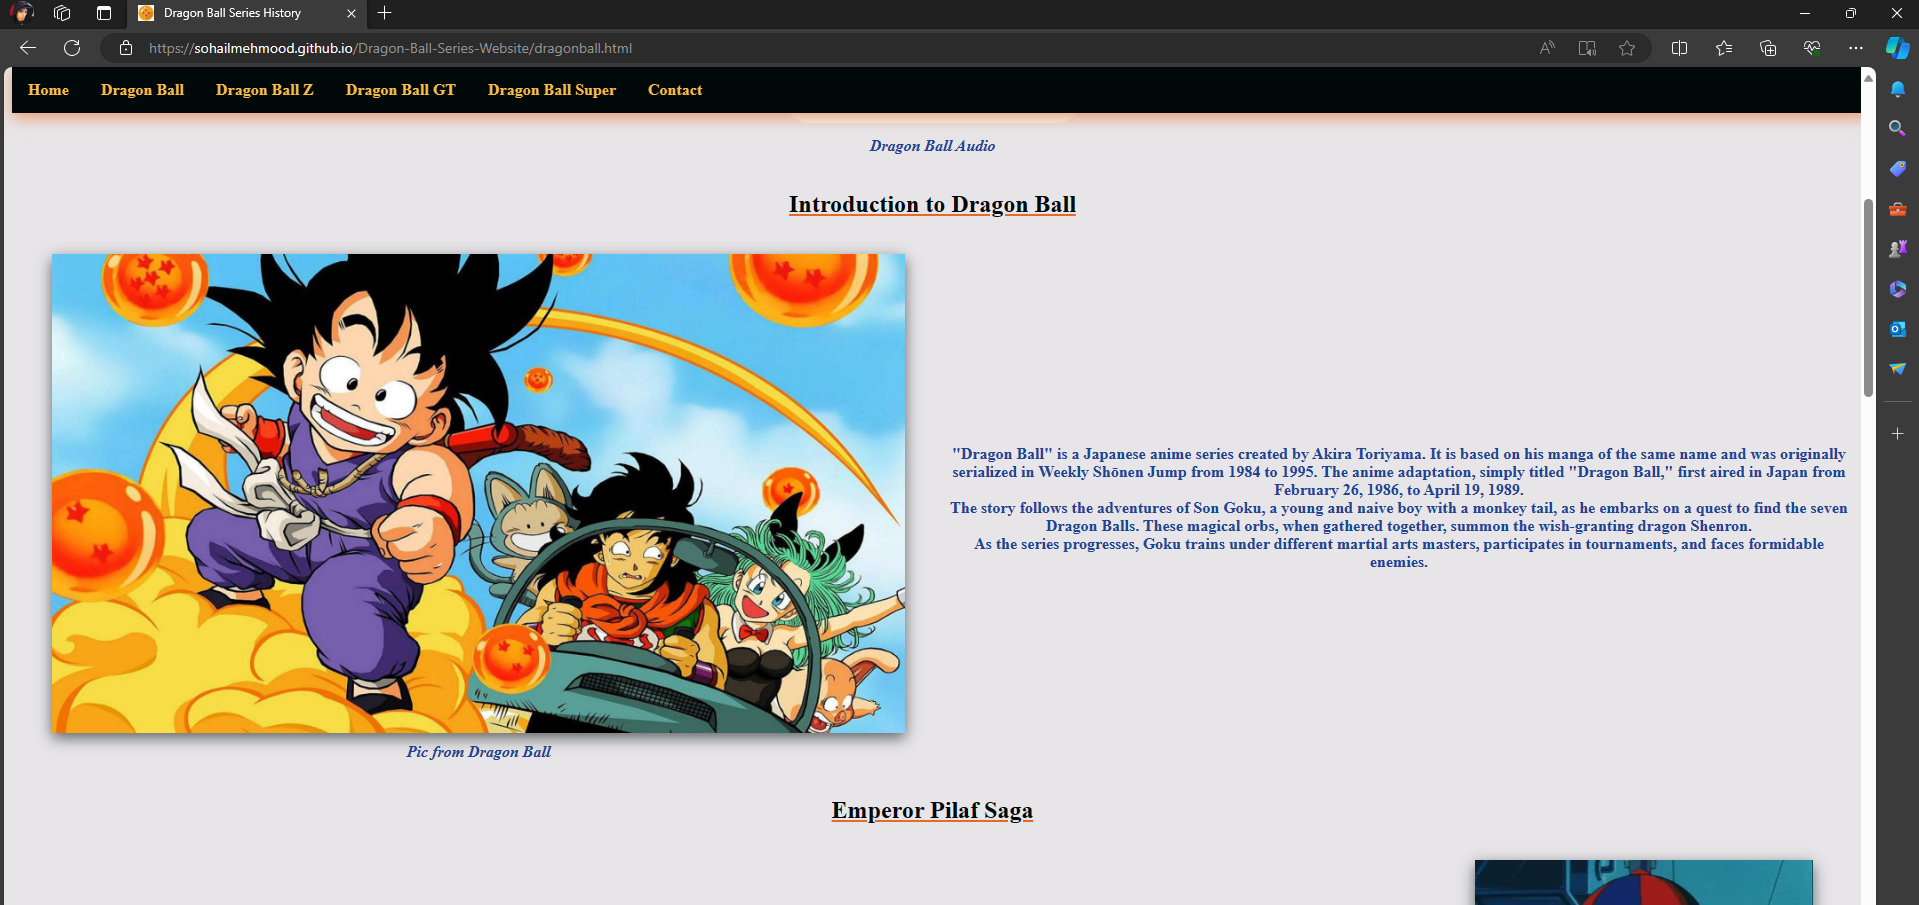 Dragon Ball Series History
https://sohailmehmood.github.io/Dragon-Ball-Series-Website/dragonball.html
Home Dragon Ball Dragon Ball Z Dragon Ball GT Dragon Ball Super Contact
Dragon Ball Audio
Introduction to Dragon Ball
"Dragon Ball" is a Japanese anime series created by Akira Toriyama. It is based on his manga of the same name and was originally
serialized in Weekly Shōnen Jump from 1984 to 1995. The anime adaptation, simply titled "Dragon Ball," first aired in Japan from
February 26, 1986, to April 19, 1989.
The story follows the adventures of Son Goku, a young and naive boy with a monkey tail, as he embarks on a quest to find the seven
Dragon Balls. These magical orbs, when gathered together, summon the wish-granting dragon Shenron.
As the series progresses, Goku trains under different martial arts masters, participates in tournaments, and faces formidable
enemies.
Pic from Dragon Ball
Emperor Pilaf Saga